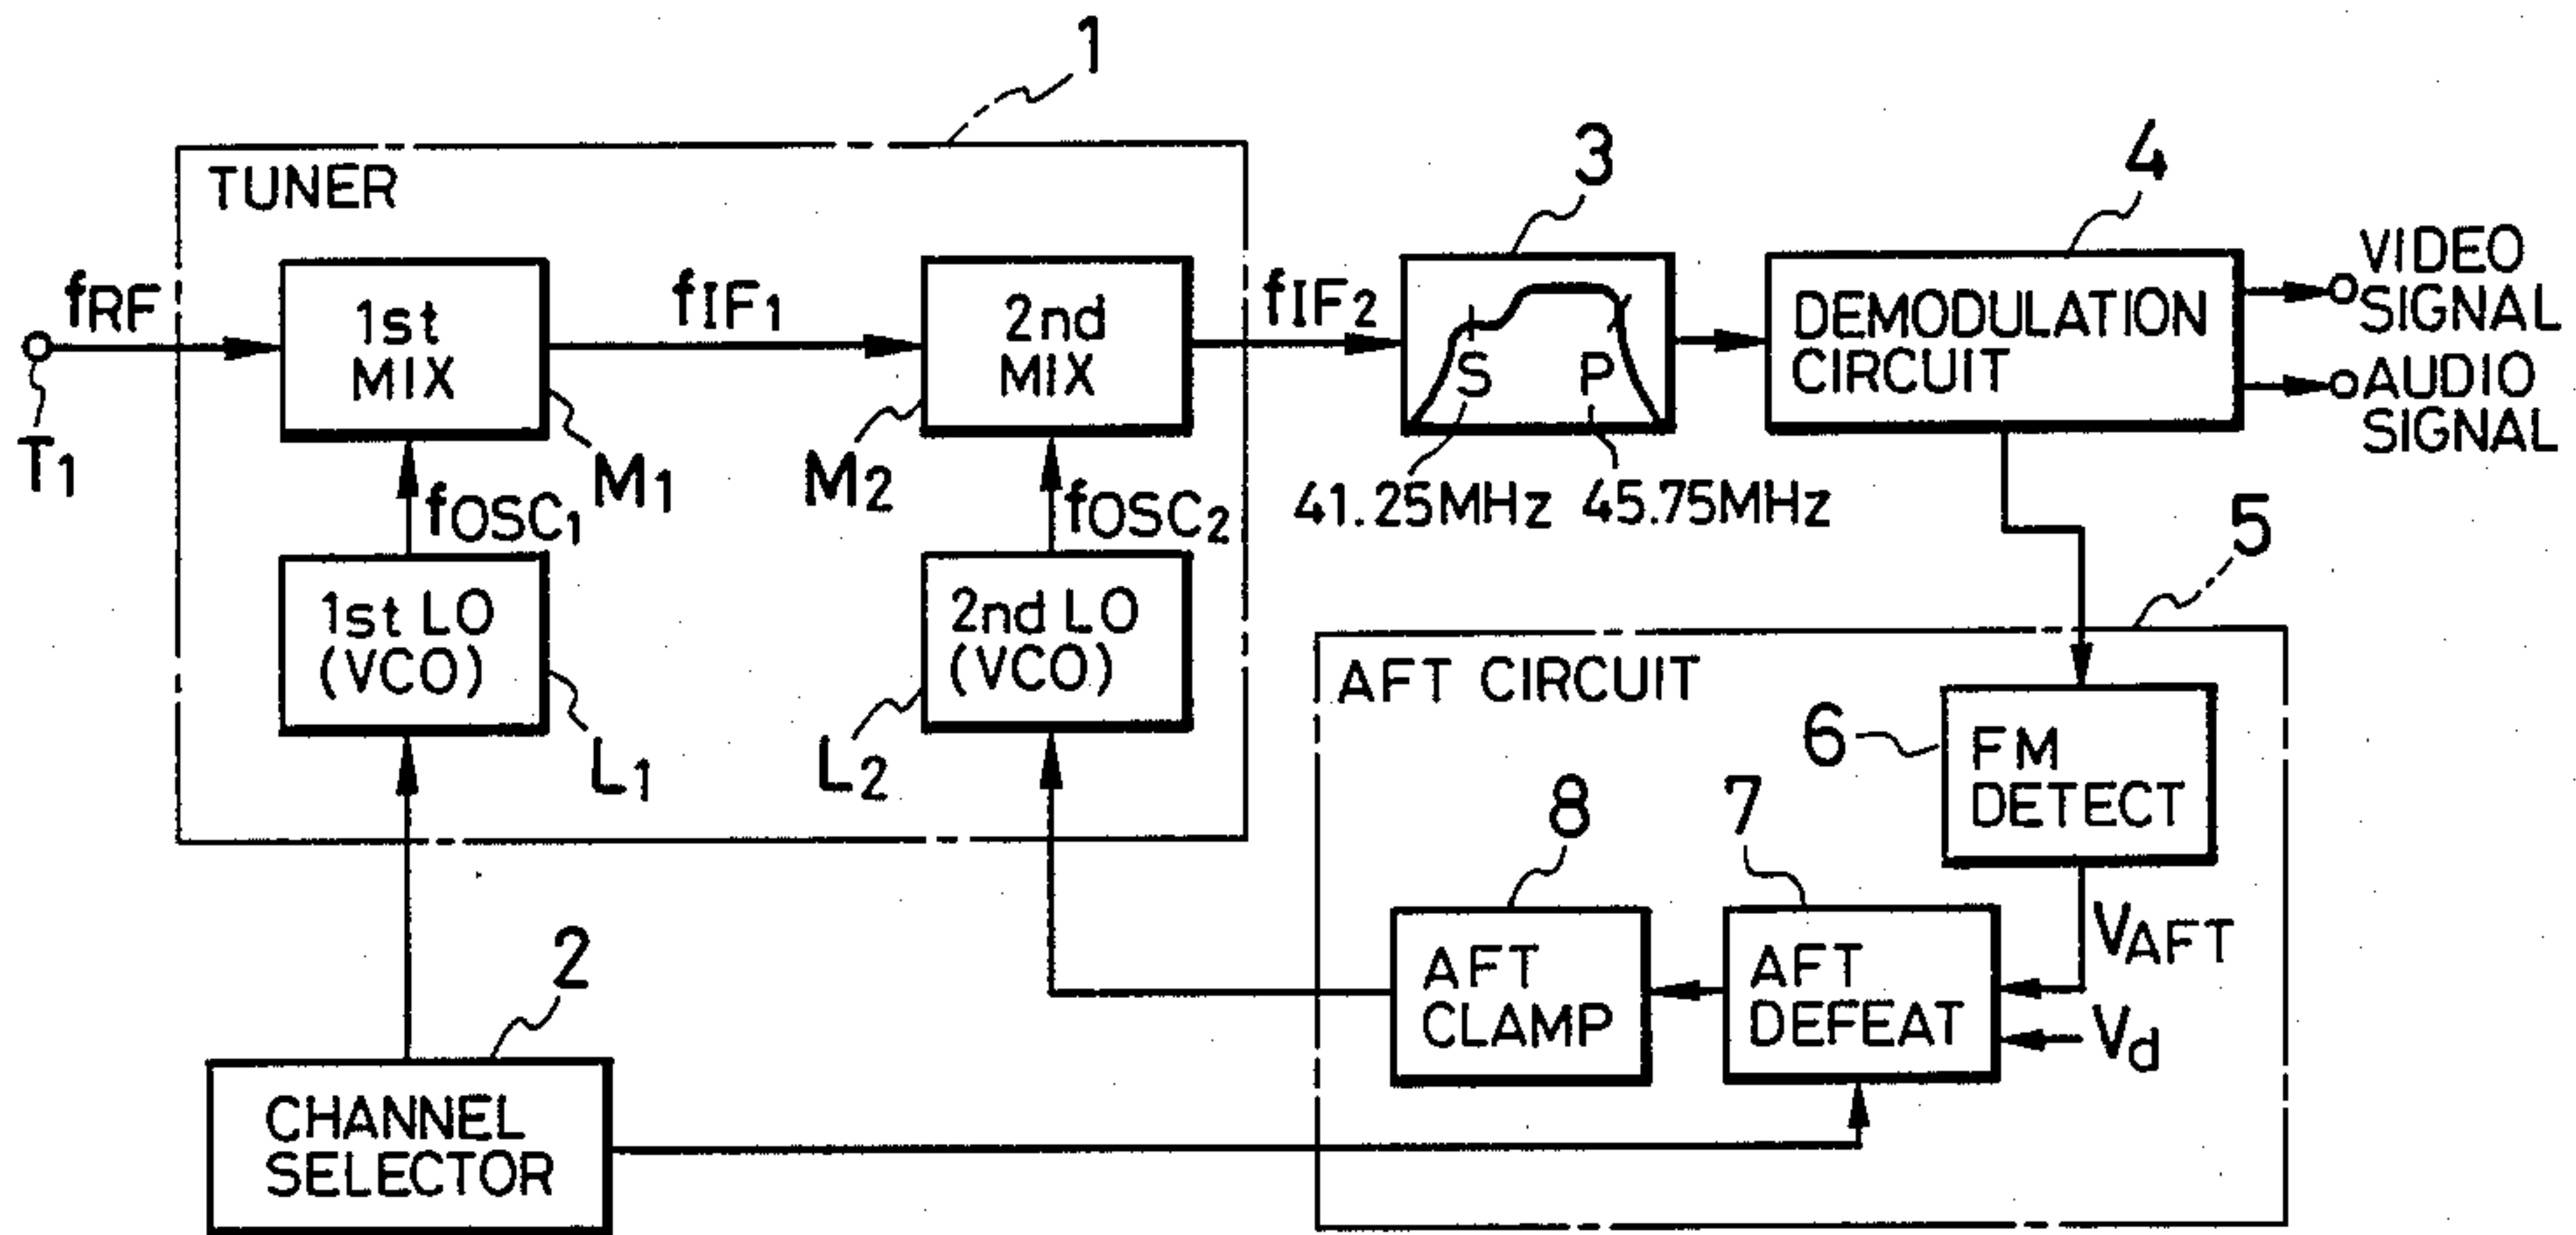 1
TUNER
3
4
fRF
1st
MIX
fIF1
2nd
MIX
fIF2
S
P
DEMODULATION
CIRCUIT
VIDEO
SIGNAL
AUDIO
SIGNAL
T1
M1
M2
41.25MHz
45.75MHz
fOSC1
fOSC2
5
1st LO
(VCO)
2nd LO
(VCO)
AFT CIRCUIT
L1
L2
6
FM
DETECT
8
7
VAFT
2
AFT
CLAMP
AFT
DEFEAT
Vd
CHANNEL
SELECTOR